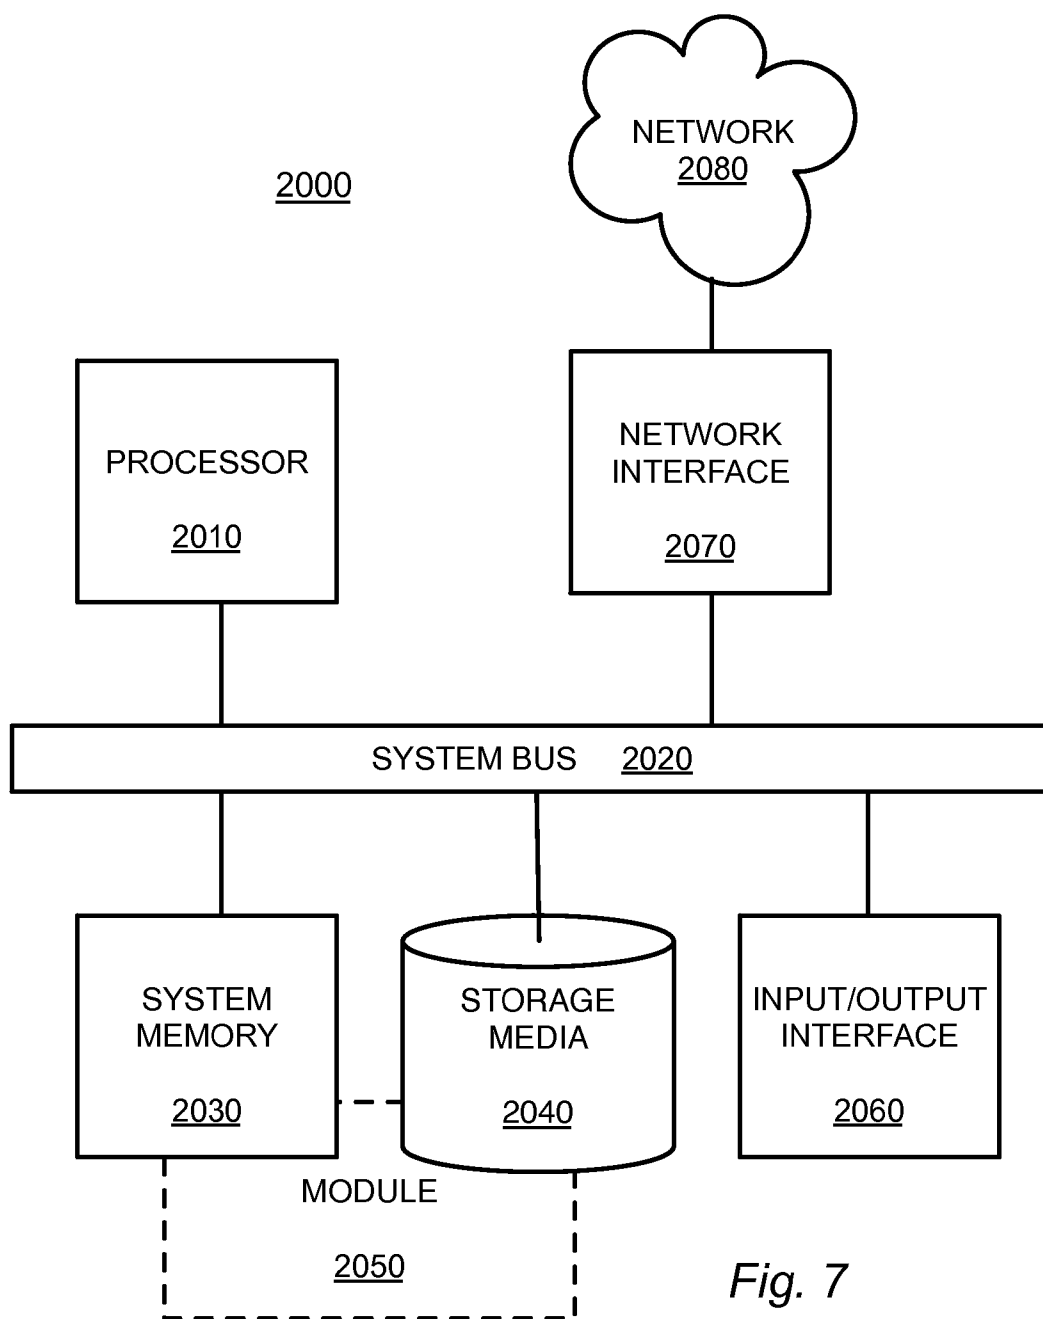 NETWORK
2080
2000
PROCESSOR
2010
NETWORK
INTERFACE
2070
SYSTEM BUS 2020
SYSTEM
MEMORY
2030
STORAGE
MEDIA
2040
INPUT/OUTPUT
INTERFACE
2060
MODULE
2050
Fig. 7